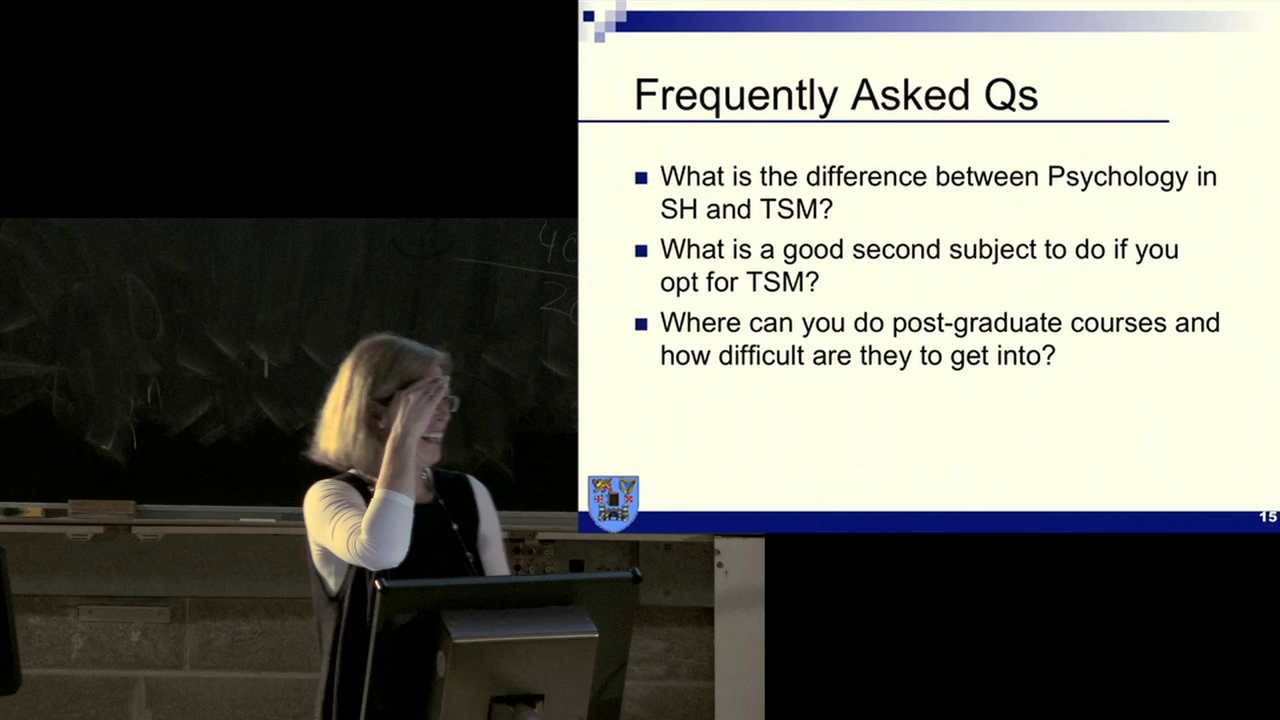 Frequently Asked Qs
What is the difference between Psychology in
SH and TSM?
What is a good second subject to do if you
opt for TSM?
Where can you do post-graduate courses and
how difficult are they to get into?
15